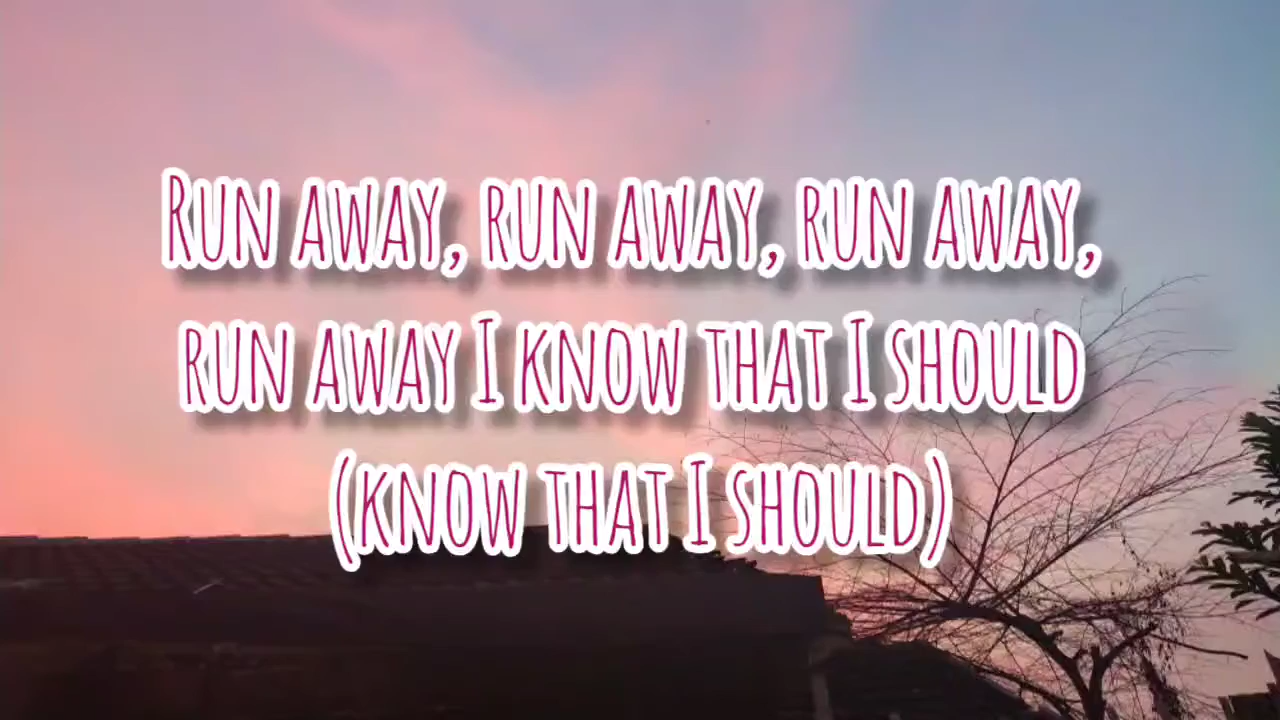 Run away, run away, run away,
run away I know that I should
(know that I should)